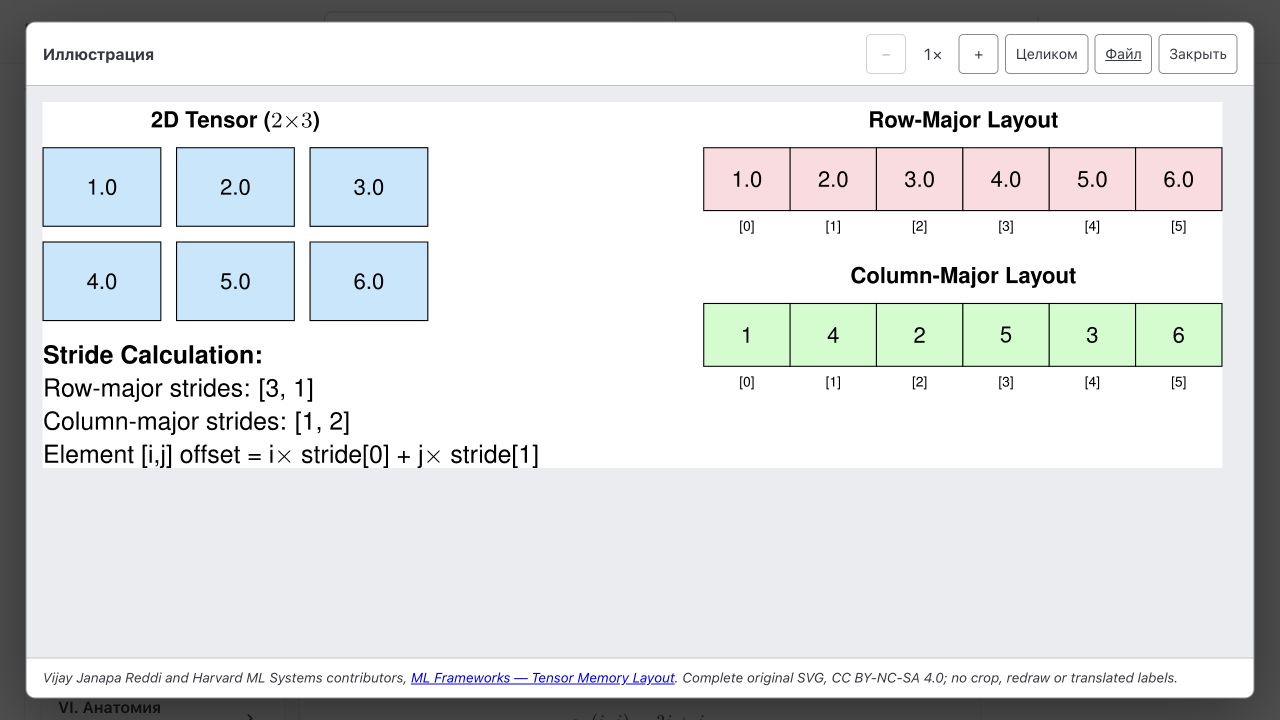 Иллюстрация
− 1× + Целиком Файл Закрыть
2D Tensor (2×3)
1.0 2.0 3.0
4.0 5.0 6.0
Stride Calculation:
Row-major strides: [3, 1]
Column-major strides: [1, 2]
Element [i,j] offset = i× stride[0] + j× stride[1]
Row-Major Layout
1.0 2.0 3.0 4.0 5.0 6.0
[0] [1] [2] [3] [4] [5]
Column-Major Layout
1 4 2 5 3 6
[0] [1] [2] [3] [4] [5]
Vijay Janapa Reddi and Harvard ML Systems contributors, ML Frameworks — Tensor Memory Layout. Complete original SVG, CC BY-NC-SA 4.0; no crop, redraw or translated labels.
VI. Анатомия